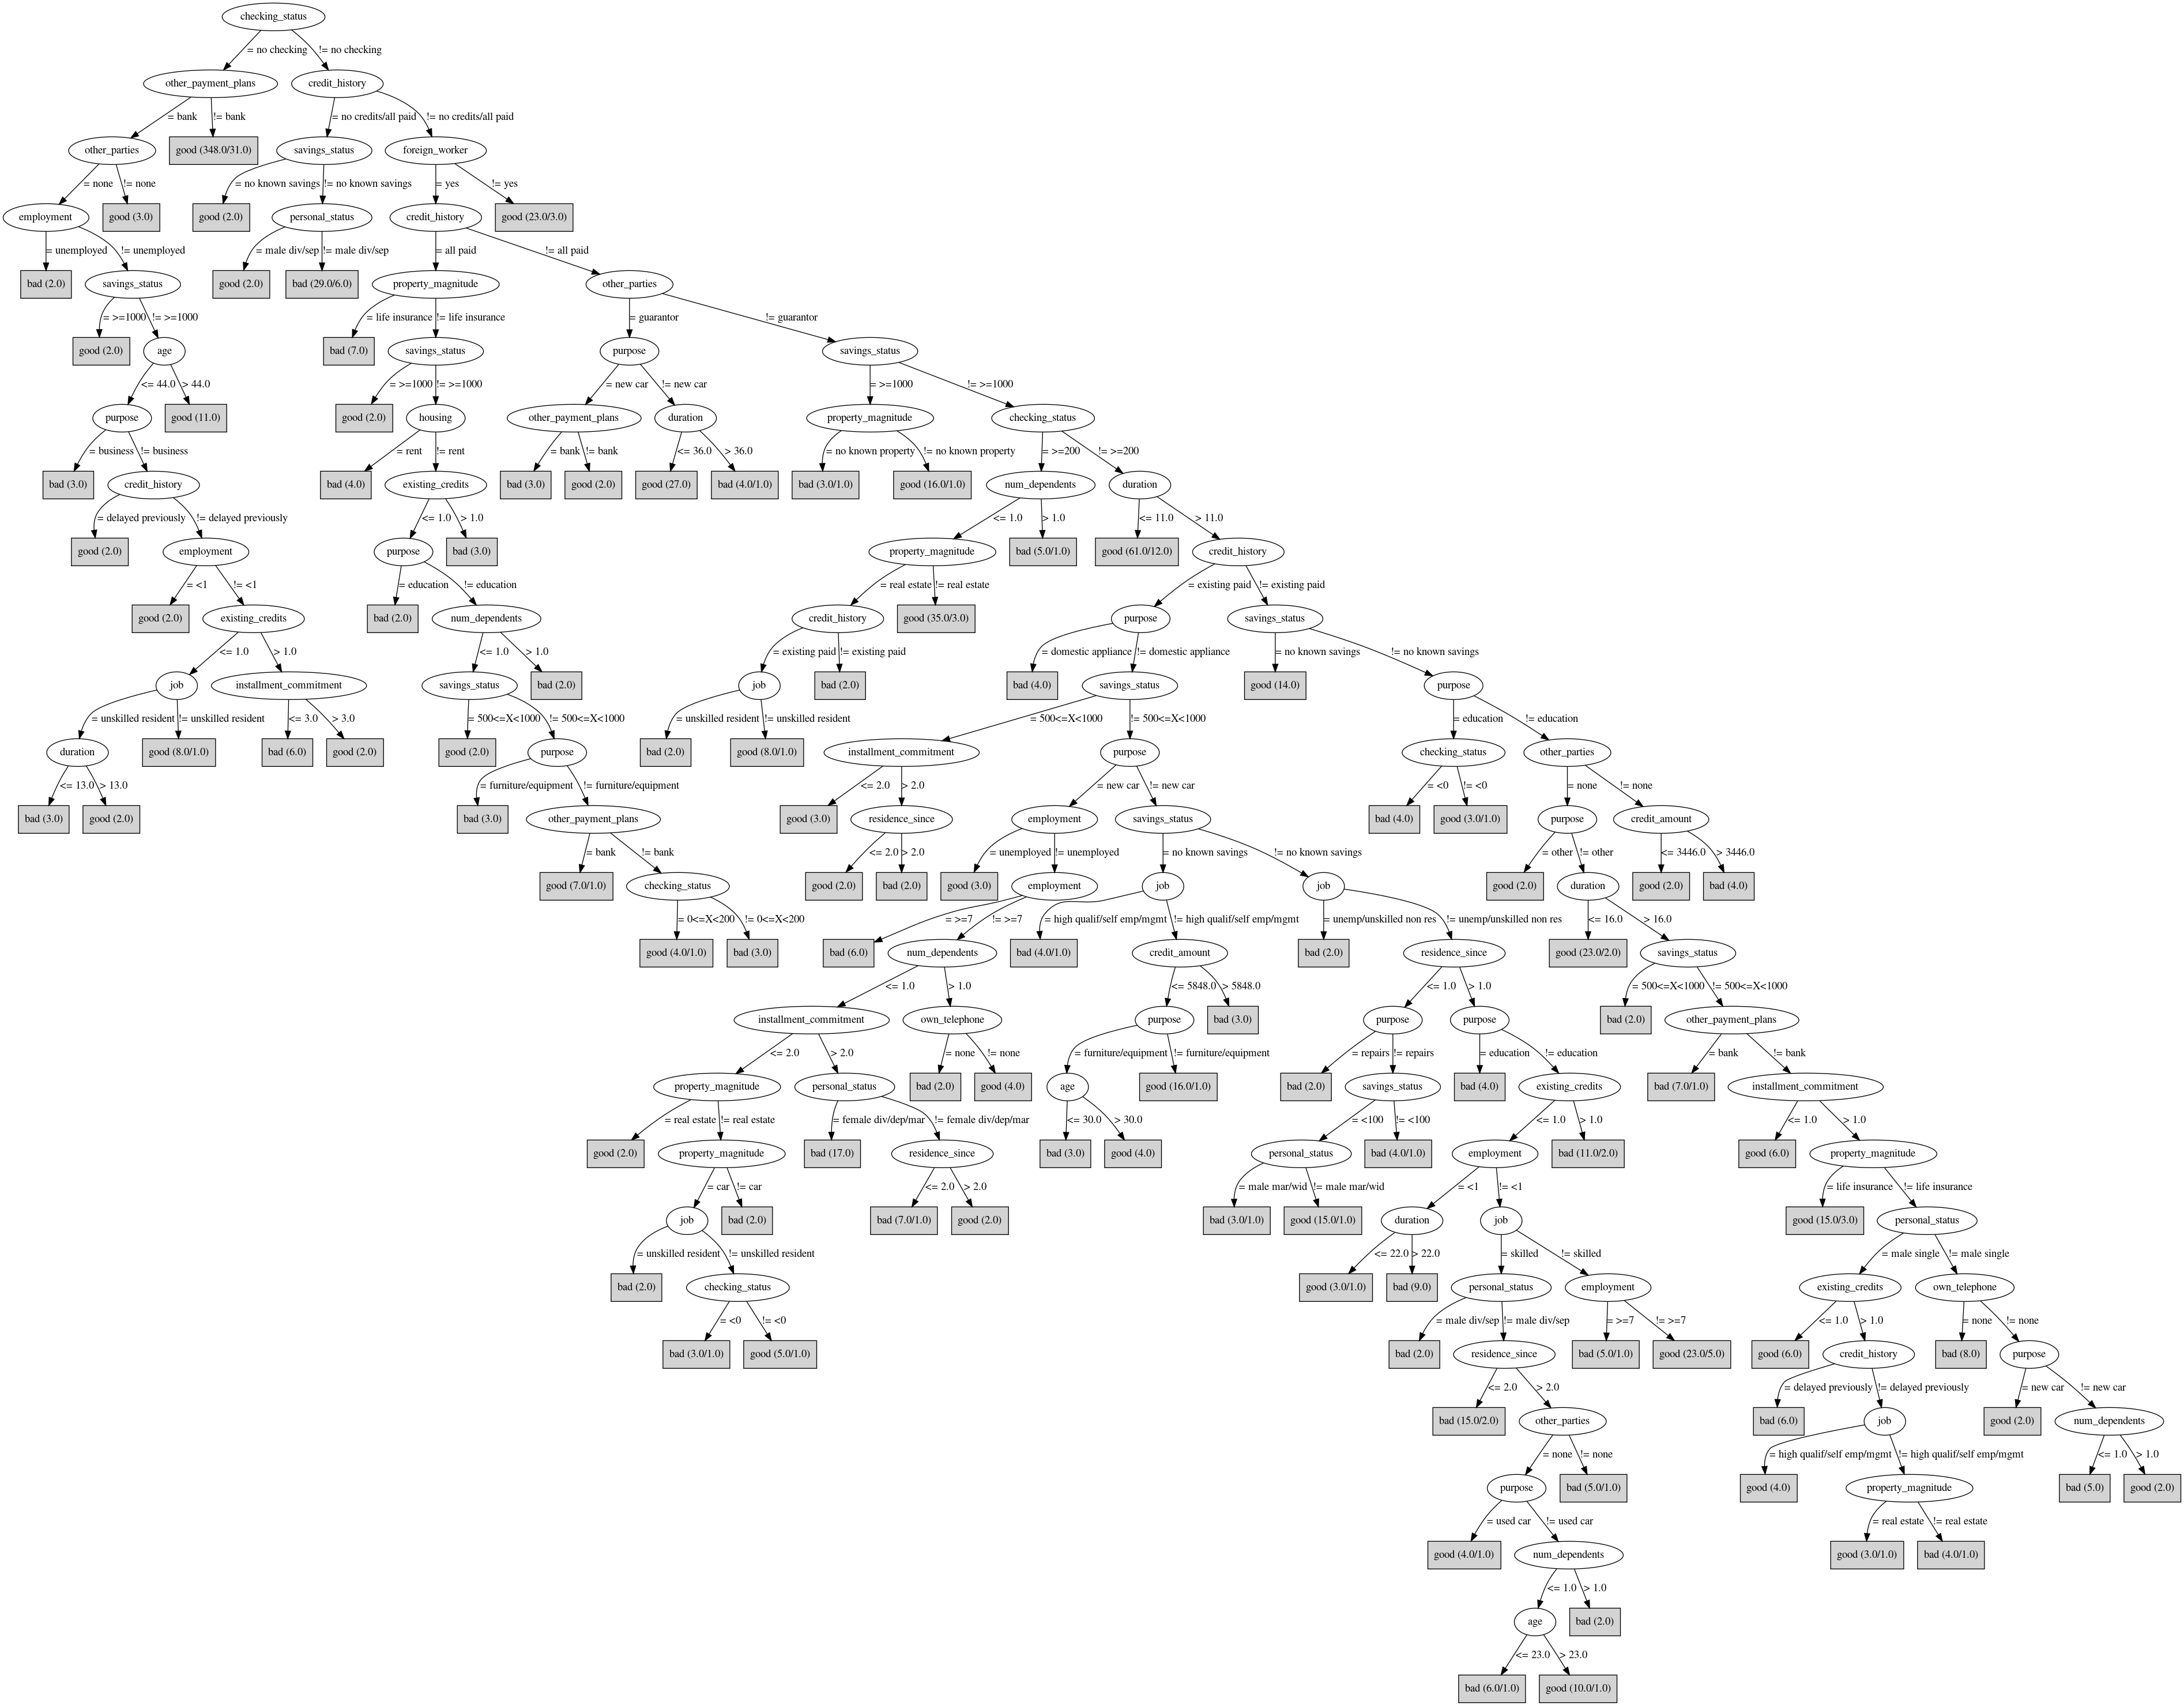 checking_status
= no checking
!= no checking
other_payment_plans
credit_history
= bank
!= bank
= no credits/all paid
!= no credits/all paid
other_parties
good (348.0/31.0)
savings_status
foreign_worker
= none
!= none
= no known savings
!= no known savings
= yes
!= yes
employment
good (3.0)
good (2.0)
personal_status
credit_history
good (23.0/3.0)
= unemployed
!= unemployed
= male div/sep
!= male div/sep
= all paid
!= all paid
bad (2.0)
savings_status
good (2.0)
bad (29.0/6.0)
property_magnitude
other_parties
= >=1000
!= >=1000
= life insurance
!= life insurance
= guarantor
!= guarantor
good (2.0)
age
bad (7.0)
savings_status
purpose
savings_status
<= 44.0
> 44.0
= >=1000
!= >=1000
= new car
!= new car
= >=1000
!= >=1000
purpose
good (11.0)
good (2.0)
housing
other_payment_plans
duration
property_magnitude
checking_status
= business
!= business
= rent
!= rent
= bank
!= bank
<= 36.0
> 36.0
= no known property
!= no known property
= >=200
!= >=200
bad (3.0)
credit_history
bad (4.0)
existing_credits
bad (3.0)
good (2.0)
good (27.0)
bad (4.0/1.0)
bad (3.0/1.0)
good (16.0/1.0)
num_dependents
duration
= delayed previously
!= delayed previously
<= 1.0
> 1.0
<= 1.0
> 1.0
<= 11.0
> 11.0
good (2.0)
employment
purpose
bad (3.0)
property_magnitude
bad (5.0/1.0)
good (61.0/12.0)
credit_history
= <1
!= <1
= education
!= education
= real estate
!= real estate
= existing paid
!= existing paid
good (2.0)
existing_credits
bad (2.0)
num_dependents
credit_history
good (35.0/3.0)
purpose
savings_status
<= 1.0
> 1.0
<= 1.0
> 1.0
= existing paid
!= existing paid
= domestic appliance
!= domestic appliance
= no known savings
!= no known savings
job
installment_commitment
savings_status
bad (2.0)
job
bad (2.0)
bad (4.0)
savings_status
good (14.0)
purpose
= unskilled resident
!= unskilled resident
<= 3.0
> 3.0
= 500<=X<1000
!= 500<=X<1000
= unskilled resident
!= unskilled resident
= 500<=X<1000
!= 500<=X<1000
= education
!= education
duration
good (8.0/1.0)
bad (6.0)
good (2.0)
good (2.0)
purpose
bad (2.0)
good (8.0/1.0)
installment_commitment
purpose
checking_status
other_parties
<= 13.0
> 13.0
= furniture/equipment
!= furniture/equipment
<= 2.0
> 2.0
= new car
!= new car
= <0
!= <0
= none
!= none
bad (3.0)
good (2.0)
bad (3.0)
other_payment_plans
good (3.0)
residence_since
employment
savings_status
bad (4.0)
good (3.0/1.0)
purpose
credit_amount
= bank
!= bank
<= 2.0
> 2.0
= unemployed
!= unemployed
= no known savings
!= no known savings
= other
!= other
<= 3446.0
> 3446.0
good (7.0/1.0)
checking_status
good (2.0)
bad (2.0)
good (3.0)
employment
job
job
good (2.0)
duration
good (2.0)
bad (4.0)
= 0<=X<200
!= 0<=X<200
= >=7
!= >=7
= high qualif/self emp/mgmt
!= high qualif/self emp/mgmt
= unemp/unskilled non res
!= unemp/unskilled non res
<= 16.0
> 16.0
good (4.0/1.0)
bad (3.0)
bad (6.0)
num_dependents
bad (4.0/1.0)
credit_amount
bad (2.0)
residence_since
good (23.0/2.0)
savings_status
<= 1.0
> 1.0
<= 5848.0
> 5848.0
<= 1.0
> 1.0
= 500<=X<1000
!= 500<=X<1000
installment_commitment
own_telephone
purpose
bad (3.0)
purpose
purpose
bad (2.0)
other_payment_plans
<= 2.0
> 2.0
= none
!= none
= furniture/equipment
!= furniture/equipment
= repairs
!= repairs
= education
!= education
= bank
!= bank
property_magnitude
personal_status
bad (2.0)
good (4.0)
age
good (16.0/1.0)
bad (2.0)
savings_status
bad (4.0)
existing_credits
bad (7.0/1.0)
installment_commitment
= real estate
!= real estate
= female div/dep/mar
!= female div/dep/mar
<= 30.0
> 30.0
= <100
!= <100
<= 1.0
> 1.0
<= 1.0
> 1.0
good (2.0)
property_magnitude
bad (17.0)
residence_since
bad (3.0)
good (4.0)
personal_status
bad (4.0/1.0)
employment
bad (11.0/2.0)
good (6.0)
property_magnitude
= car
!= car
<= 2.0
> 2.0
= male mar/wid
!= male mar/wid
= <1
!= <1
= life insurance
!= life insurance
job
bad (2.0)
bad (7.0/1.0)
good (2.0)
bad (3.0/1.0)
good (15.0/1.0)
duration
job
good (15.0/3.0)
personal_status
= unskilled resident
!= unskilled resident
<= 22.0
> 22.0
= skilled
!= skilled
= male single
!= male single
bad (2.0)
checking_status
good (3.0/1.0)
bad (9.0)
personal_status
employment
existing_credits
own_telephone
= <0
!= <0
= male div/sep
!= male div/sep
= >=7
!= >=7
<= 1.0
> 1.0
= none
!= none
bad (3.0/1.0)
good (5.0/1.0)
bad (2.0)
residence_since
bad (5.0/1.0)
good (23.0/5.0)
good (6.0)
credit_history
bad (8.0)
purpose
<= 2.0
> 2.0
= delayed previously
!= delayed previously
= new car
!= new car
bad (15.0/2.0)
other_parties
bad (6.0)
job
good (2.0)
num_dependents
= none
!= none
= high qualif/self emp/mgmt
!= high qualif/self emp/mgmt
<= 1.0
> 1.0
purpose
bad (5.0/1.0)
good (4.0)
property_magnitude
bad (5.0)
good (2.0)
= used car
!= used car
= real estate
!= real estate
good (4.0/1.0)
num_dependents
good (3.0/1.0)
bad (4.0/1.0)
<= 1.0
> 1.0
age
bad (2.0)
<= 23.0
> 23.0
bad (6.0/1.0)
good (10.0/1.0)